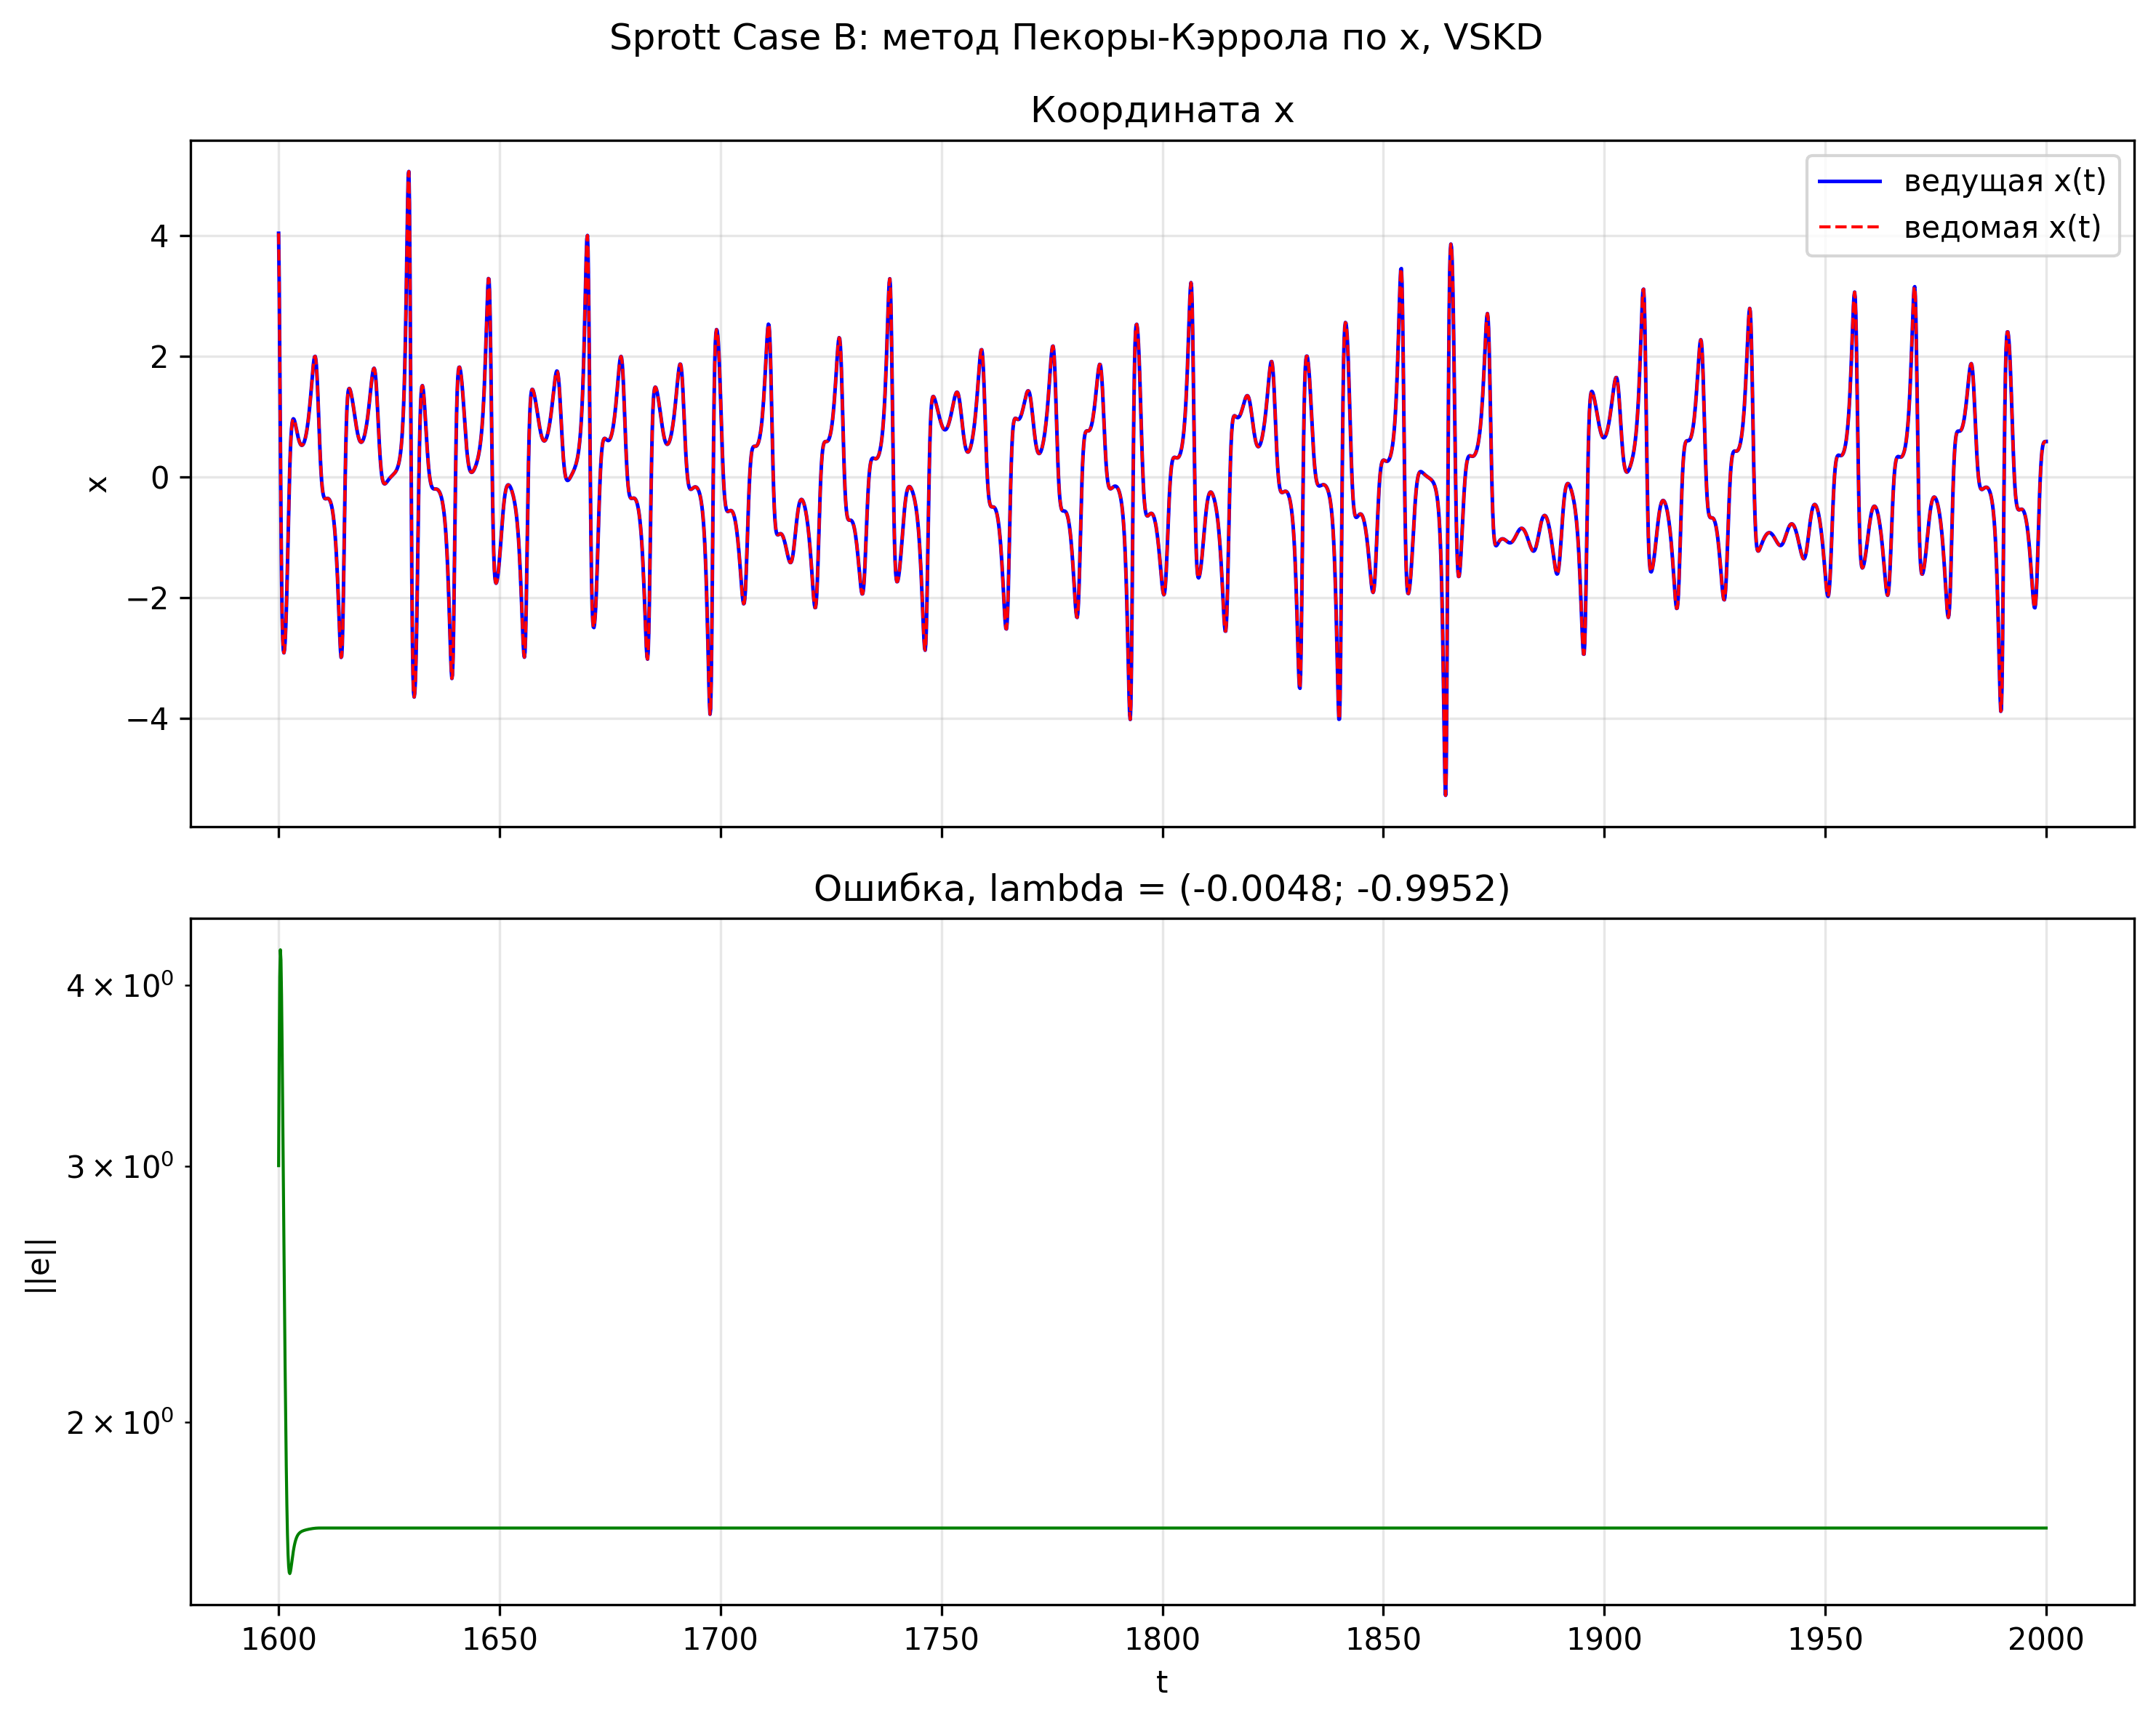 Sprott Case B: метод Пекоры-Кэррола по x, VSKD
Координата x
ведущая x(t)
ведомая x(t)
4
2
0
−2
−4
x
Ошибка, lambda = (-0.0048; -0.9952)
4 × 10⁰
3 × 10⁰
2 × 10⁰
||e||
1600 1650 1700 1750 1800 1850 1900 1950 2000
t